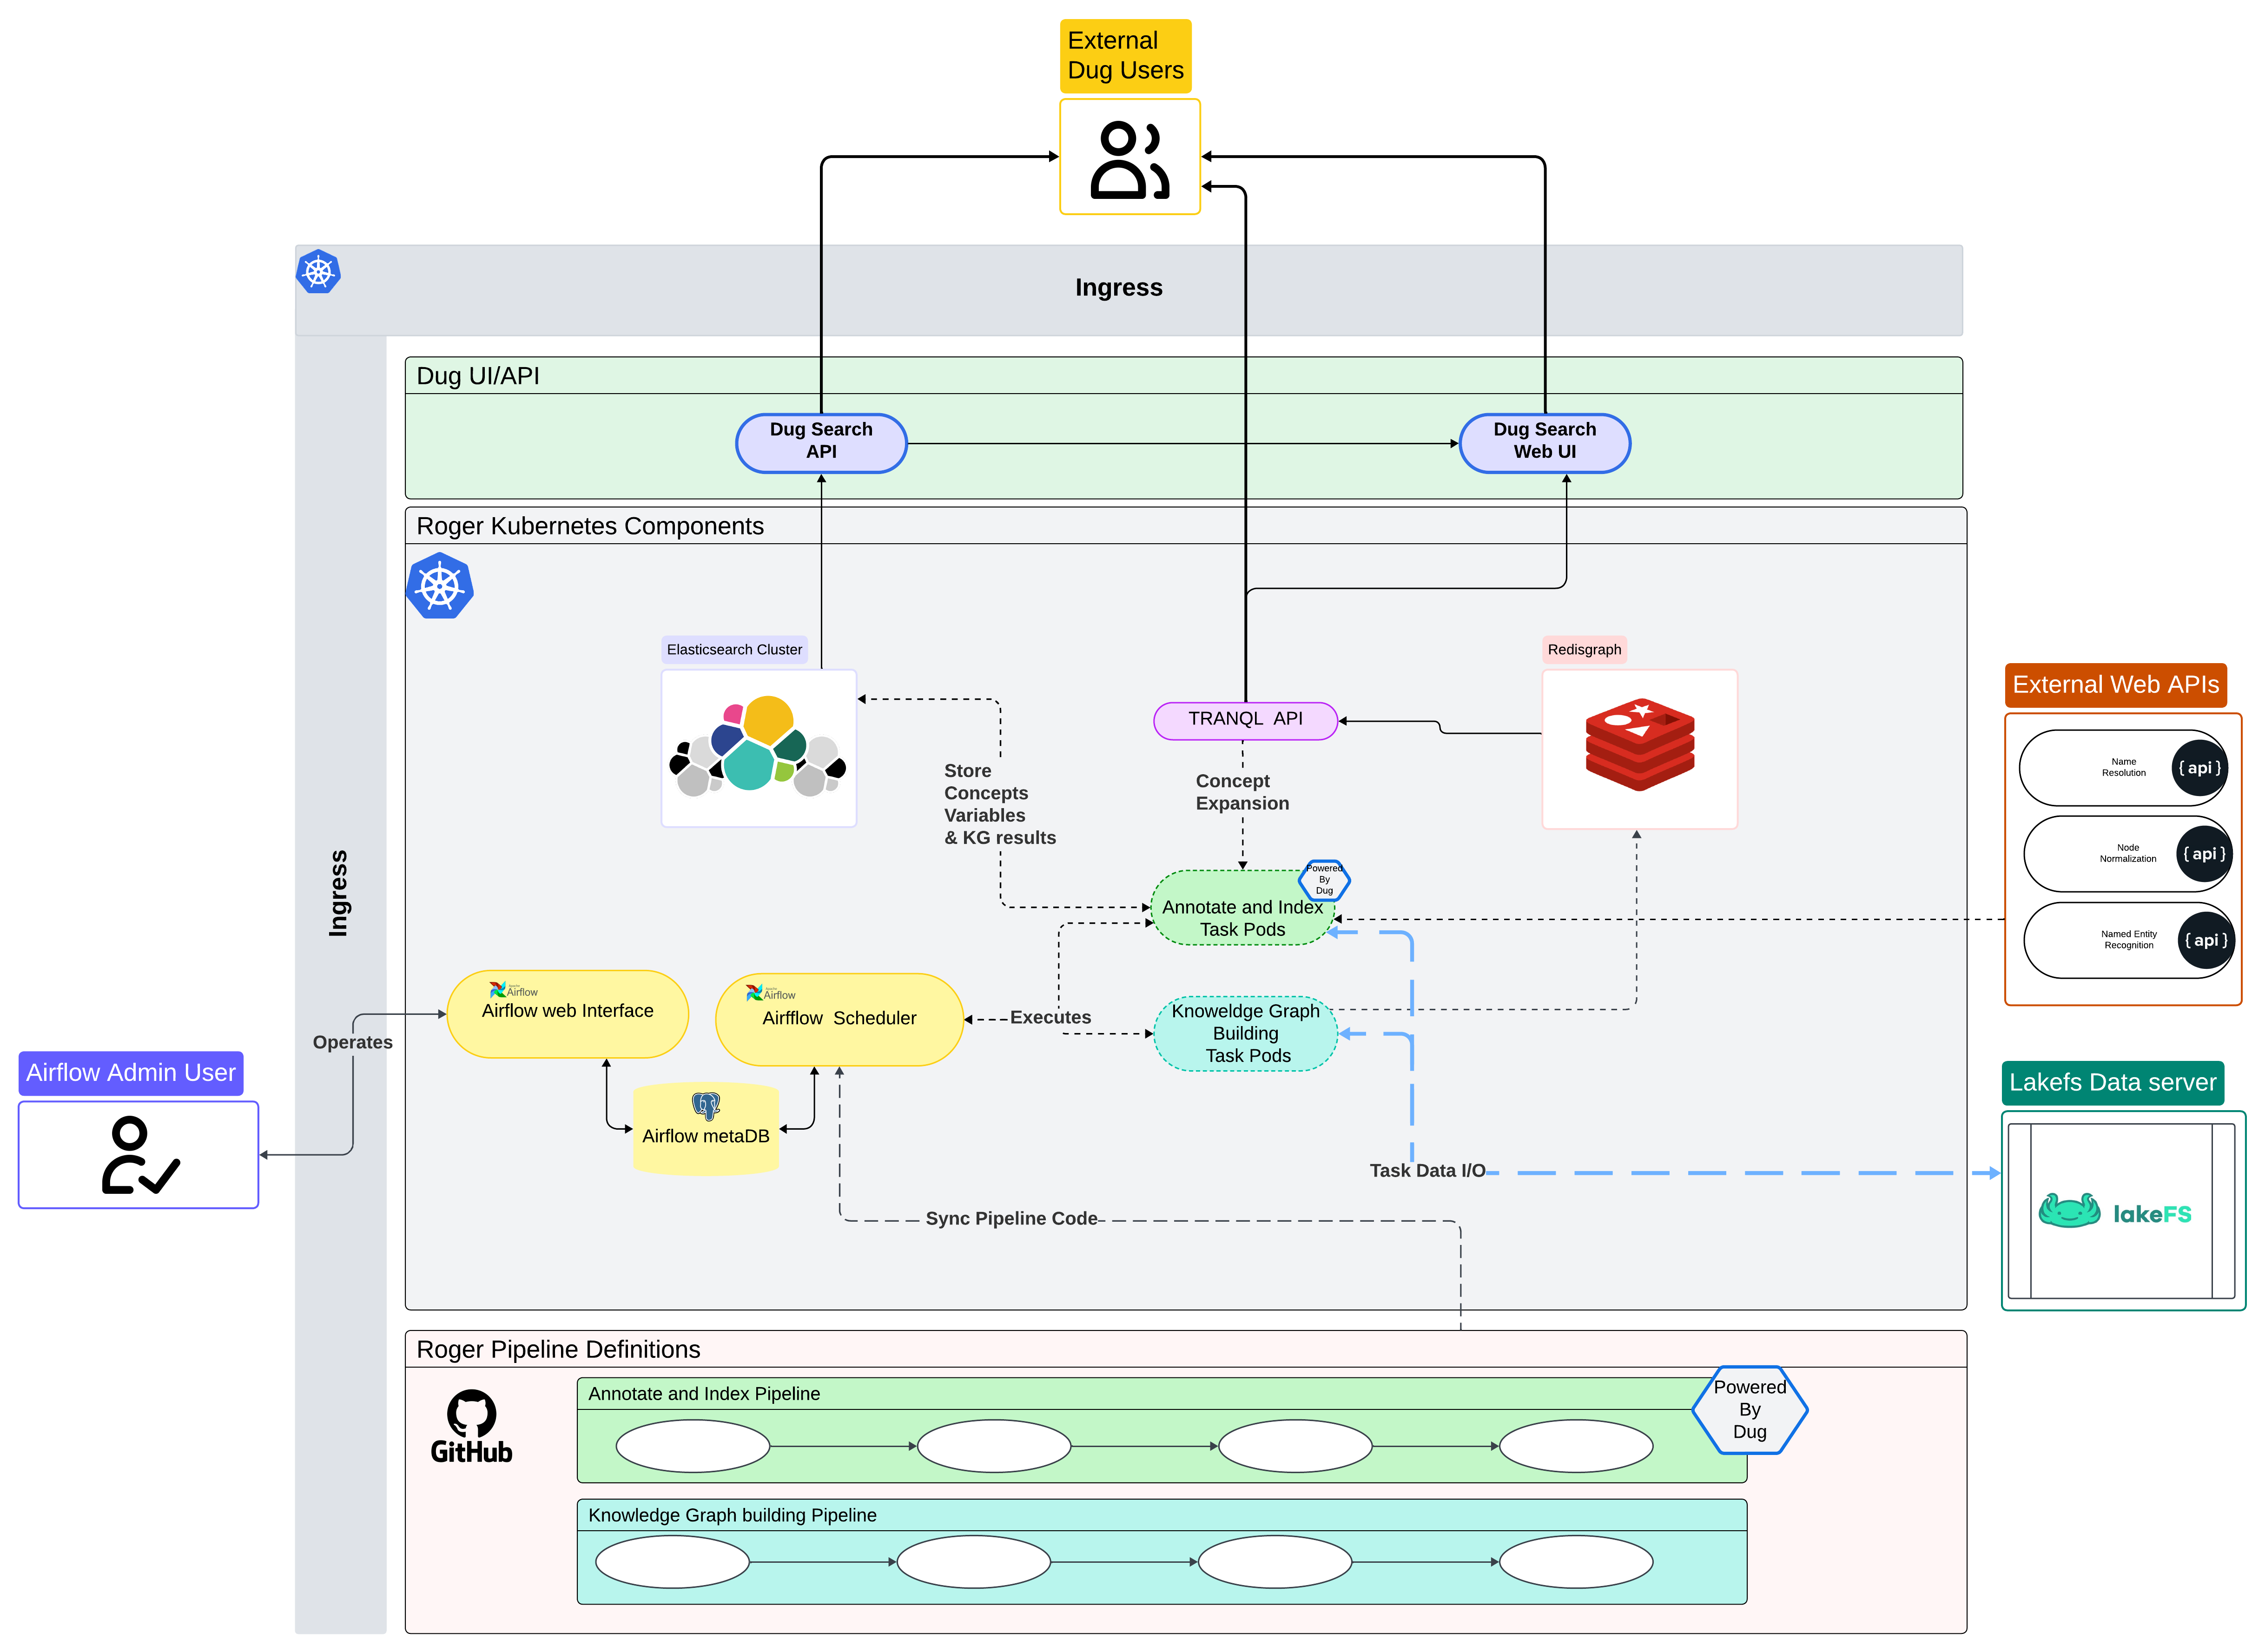 External
Dug Users
Ingress
Dug UI/API
Dug Search
API
Dug Search
Web UI
Roger Kubernetes Components
Elasticsearch Cluster
Redisgraph
TRANQL  API
External Web APIs
Name
Resolution
{ api }
Node
Normalization
{ api }
Named Entity
Recognition
{ api }
Store
Concepts
Variables
& KG results
Concept
Expansion
Powered
By
Dug
Annotate and Index
Task Pods
Ingress
Airflow
Airflow web Interface
Airflow
Airfflow  Scheduler
Executes
Knoweldge Graph
Building
Task Pods
Operates
Airflow Admin User
Airflow metaDB
Lakefs Data server
lakeFS
Task Data I/O
Sync Pipeline Code
Roger Pipeline Definitions
GitHub
Annotate and Index Pipeline
Powered
By
Dug
Knowledge Graph building Pipeline